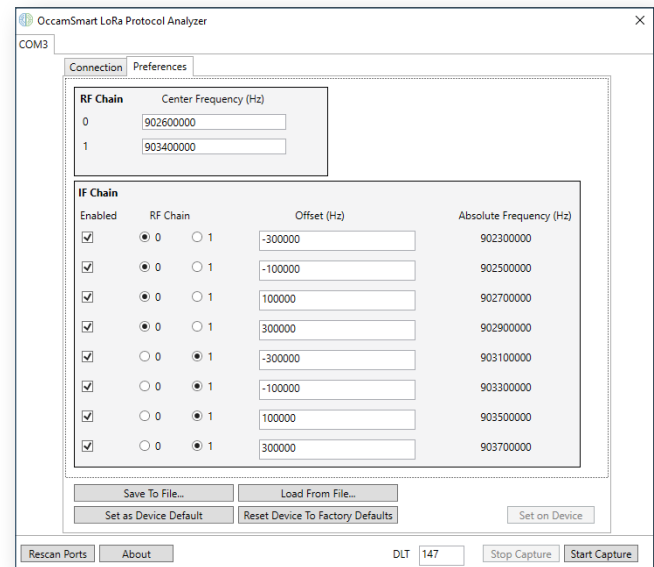 OccamSmart LoRa Protocol Analyzer
COM3
Connection Preferences
RF Chain Center Frequency (Hz)
0 902600000
1 903400000
IF Chain
Enabled RF Chain Offset (Hz) Absolute Frequency (Hz)
0 1 -300000 902300000
0 1 -100000 902500000
0 1 100000 902700000
0 1 300000 902900000
0 1 -300000 903100000
0 1 -100000 903300000
0 1 100000 903500000
0 1 300000 903700000
Save To File... Load From File...
Set as Device Default Reset Device To Factory Defaults Set on Device
Rescan Ports About DLT 147 Stop Capture Start Capture